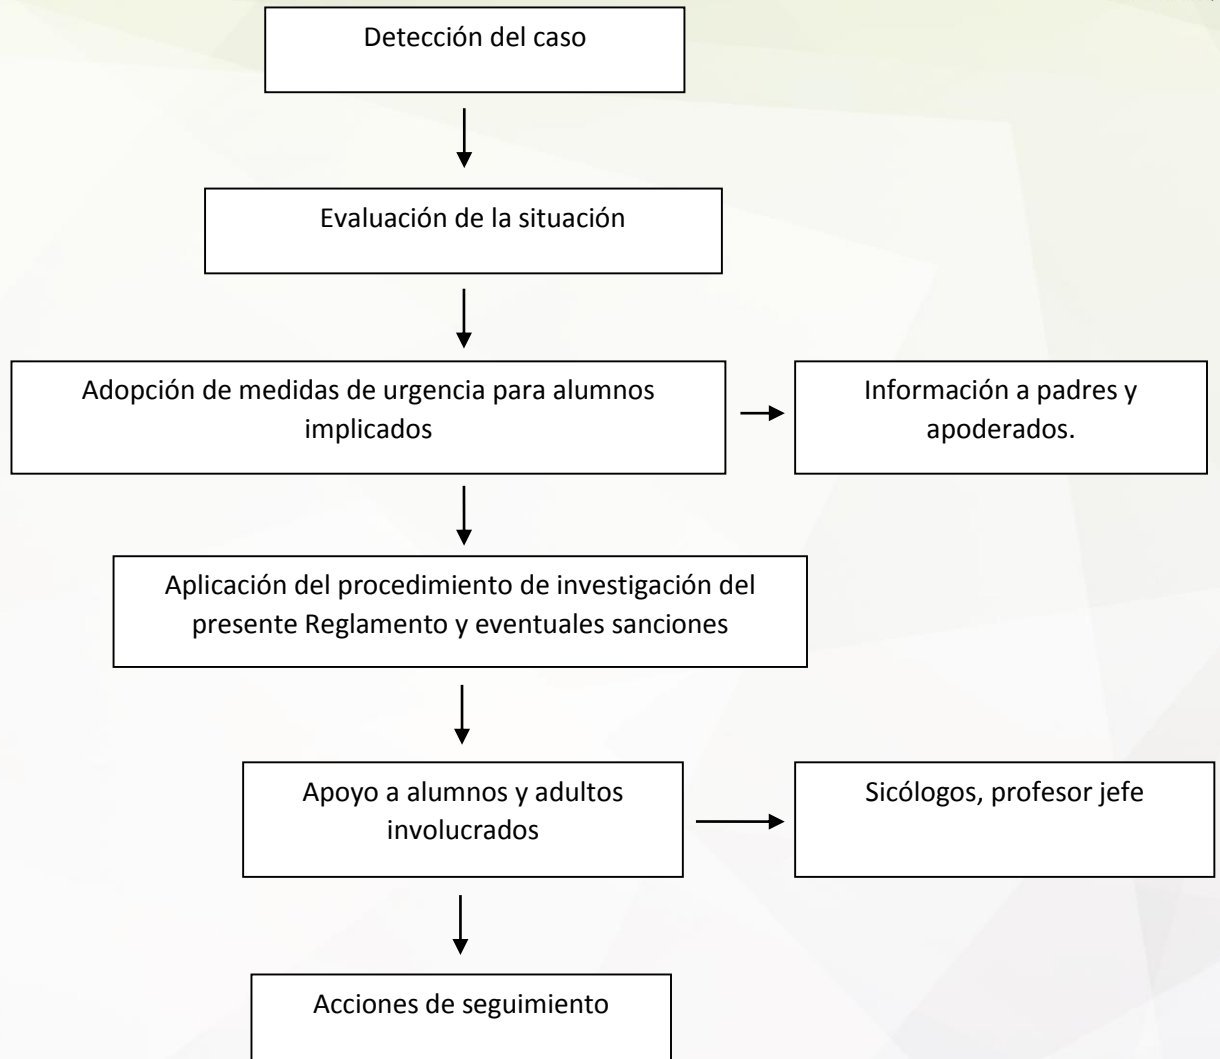 Detección del caso
Evaluación de la situación
Adopción de medidas de urgencia para alumnos
implicados
Información a padres y
apoderados.
Aplicación del procedimiento de investigación del
presente Reglamento y eventuales sanciones
Apoyo a alumnos y adultos
involucrados
Sicólogos, profesor jefe
Acciones de seguimiento